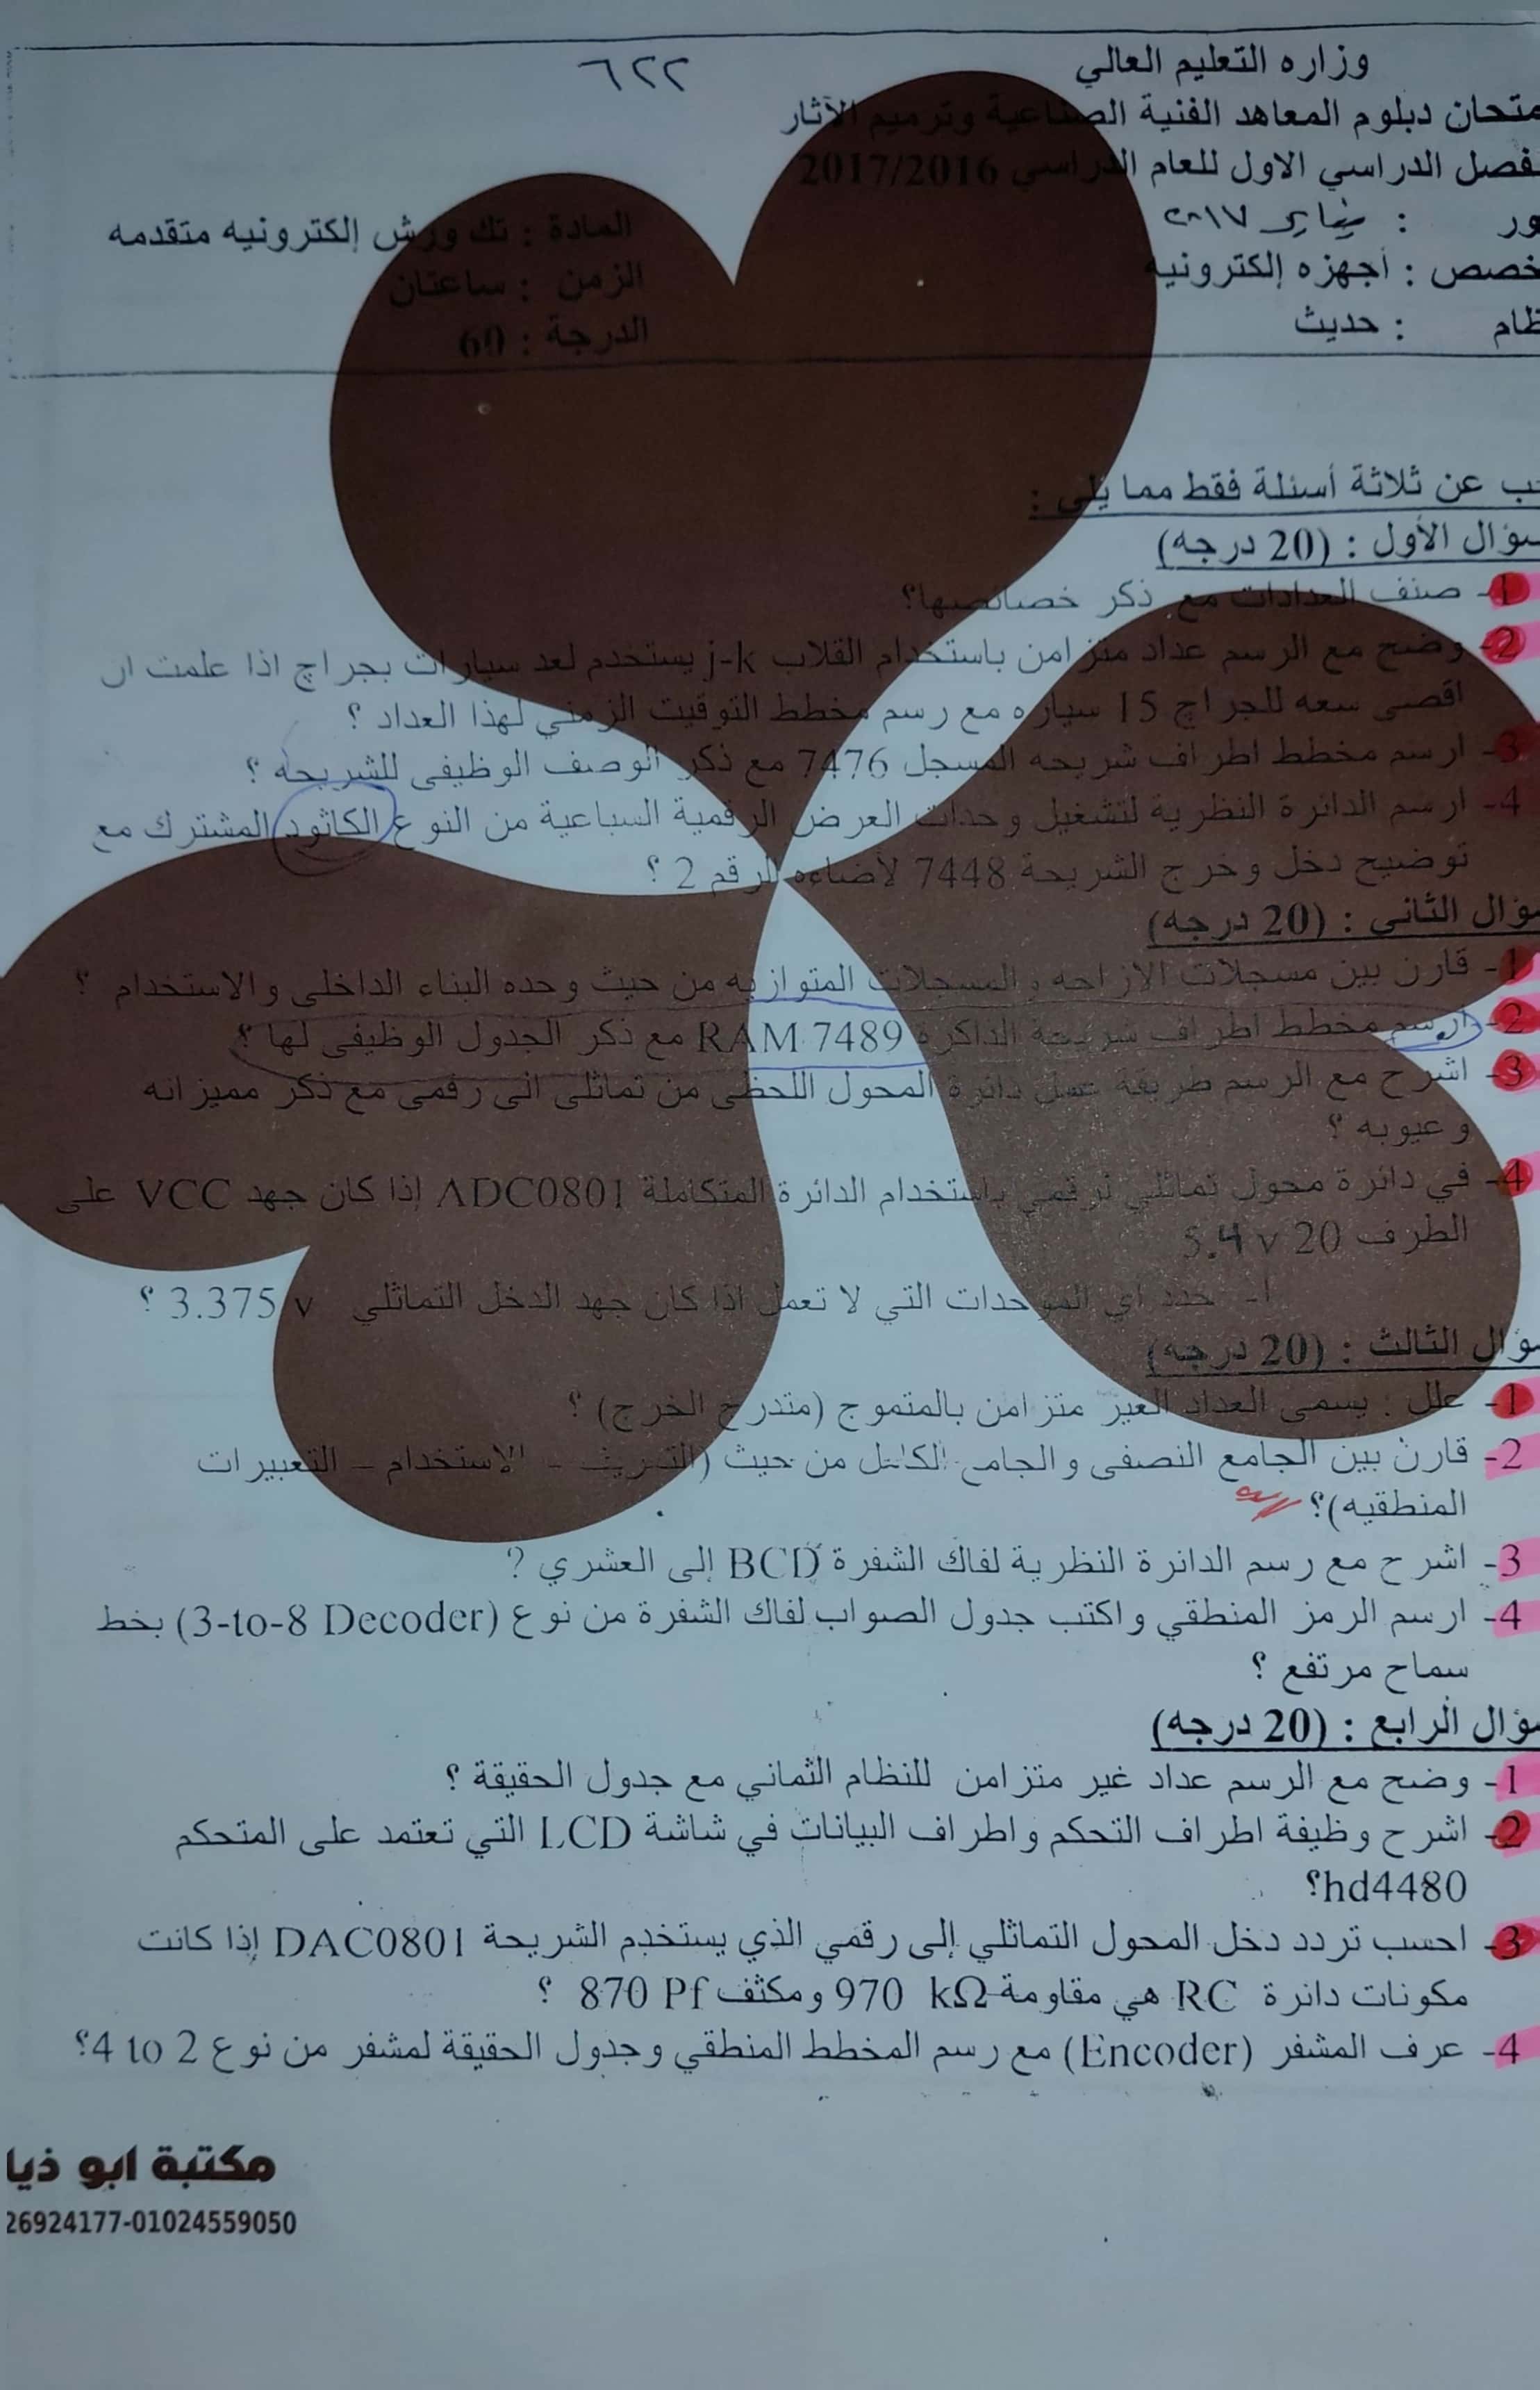 ٦٢٢
وزاره التعليم العالي
متحان دبلوم المعاهد الفنية الصناعية وترميم الآثار
فصل الدراسي الاول للعام الدراسي 2017/2016
ور : يناير ٢٠١٧
المادة : تك ورش إلكترونيه متقدمه
خصص : أجهزه إلكترونيه
الزمن : ساعتان
ظام : حديث
الدرجة : 60
ب عن ثلاثة أسئلة فقط مما يلى :
سؤال الأول : (20 درجه)
1- صنف العدادات مع ذكر خصائصها؟
2- وضح مع الرسم عداد متزامن باستخدام القلاب j-k يستخدم لعد سيارات بجراج اذا علمت ان
اقصى سعه للجراج 15 سياره مع رسم مخطط التوقيت الزمني لهذا العداد ؟
3- ارسم مخطط اطراف شريحه المسجل 7476 مع ذكر الوصف الوظيفى للشريحه ؟
4- ارسم الدائرة النظرية لتشغيل وحدات العرض الرقمية السباعية من النوع الكاثود المشترك مع
توضيح دخل وخرج الشريحة 7448 لأضاءه الرقم 2 ؟
ؤال الثانى : (20 درجه)
1- قارن بين مسجلات الازاحه والمسجلات المتوازيه من حيث وحده البناء الداخلى والاستخدام ؟
2- ارسم مخطط اطراف شريحة الذاكرة RAM 7489 مع ذكر الجدول الوظيفى لها ؟
3- اشرح مع الرسم طريقة عمل دائرة المحول اللحظى من تماثلى الى رقمى مع ذكر مميزاته
وعيوبه ؟
4- في دائرة محول تماثلي لرقمي باستخدام الدائرة المتكاملة ADC0801 إذا كان جهد VCC على
الطرف 20 5.4 v
أ- حدد اي الموحدات التي لا تعمل اذا كان جهد الدخل التماثلي 3.375 v ؟
ؤال الثالث : (20 درجه)
1- علل : يسمى العداد الغير متزامن بالمتموج (متدرج الخرج) ؟
2- قارن بين الجامع النصفى والجامع الكامل من حيث (التعريف - الاستخدام – التعبيرات
المنطقيه)؟
3- اشرح مع رسم الدائرة النظرية لفاك الشفرة BCD إلى العشري ?
4- ارسم الرمز المنطقي واكتب جدول الصواب لفاك الشفرة من نوع (3-to-8 Decoder) بخط
سماح مرتفع ؟
ؤال الرابع : (20 درجه)
1- وضح مع الرسم عداد غير متزامن للنظام الثماني مع جدول الحقيقة ؟
2- اشرح وظيفة اطراف التحكم واطراف البيانات في شاشة LCD التي تعتمد على المتحكم
hd4480؟
3- احسب تردد دخل المحول التماثلي إلى رقمي الذي يستخدم الشريحة DAC0801 إذا كانت
مكونات دائرة RC هي مقاومة 970 kΩ ومكثف 870 Pf ؟
4- عرف المشفر (Encoder) مع رسم المخطط المنطقي وجدول الحقيقة لمشفر من نوع 4 to 2؟
مكتبة ابو ذيا
26924177-01024559050